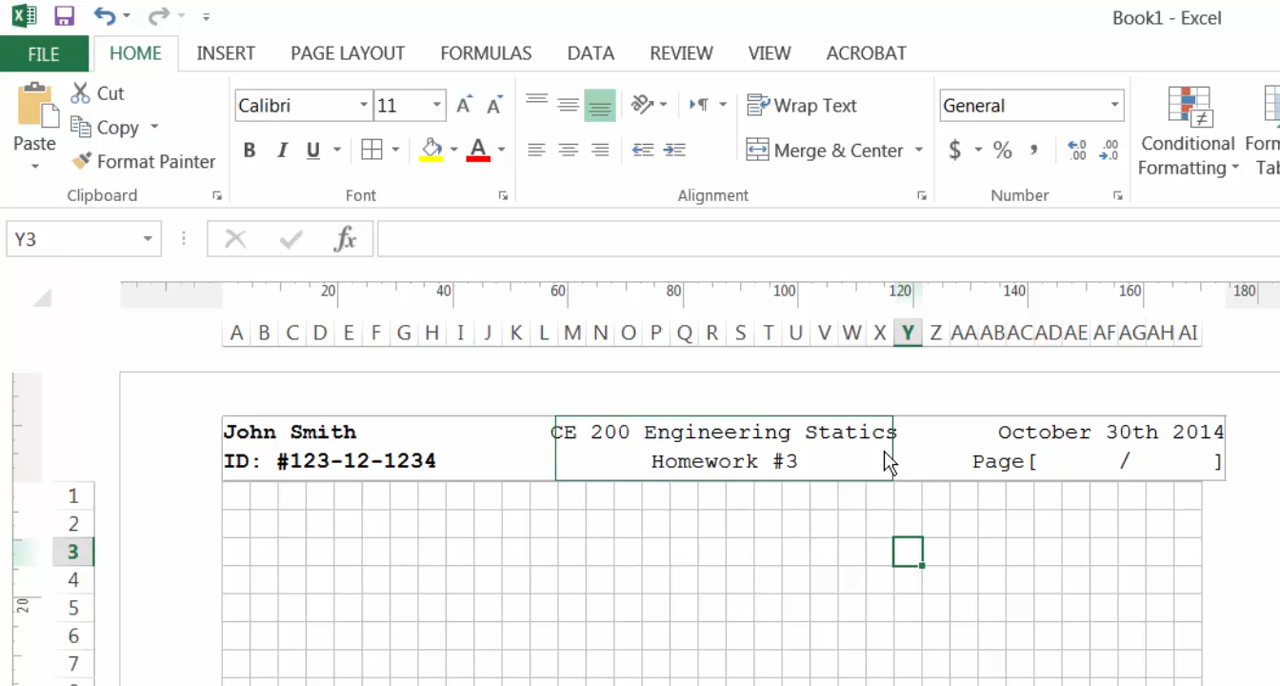 Book1 - Excel
FILE HOME INSERT PAGE LAYOUT FORMULAS DATA REVIEW VIEW ACROBAT
Paste
Cut
Copy
Format Painter
Calibri 11
B I U A
Wrap Text
Merge & Center
General
$ % ,
Conditional
Formatting
Clipboard Font Alignment Number
Y3 fx
20 40 60 80 100 120 140 160 180
A B C D E F G H I J K L M N O P Q R S T U V W X Y Z AA AB AC AD AE AF AG AH AI
John Smith CE 200 Engineering Statics October 30th 2014
ID: #123-12-1234 Homework #3 Page[ / ]
1
2
3
4
5
20
6
7